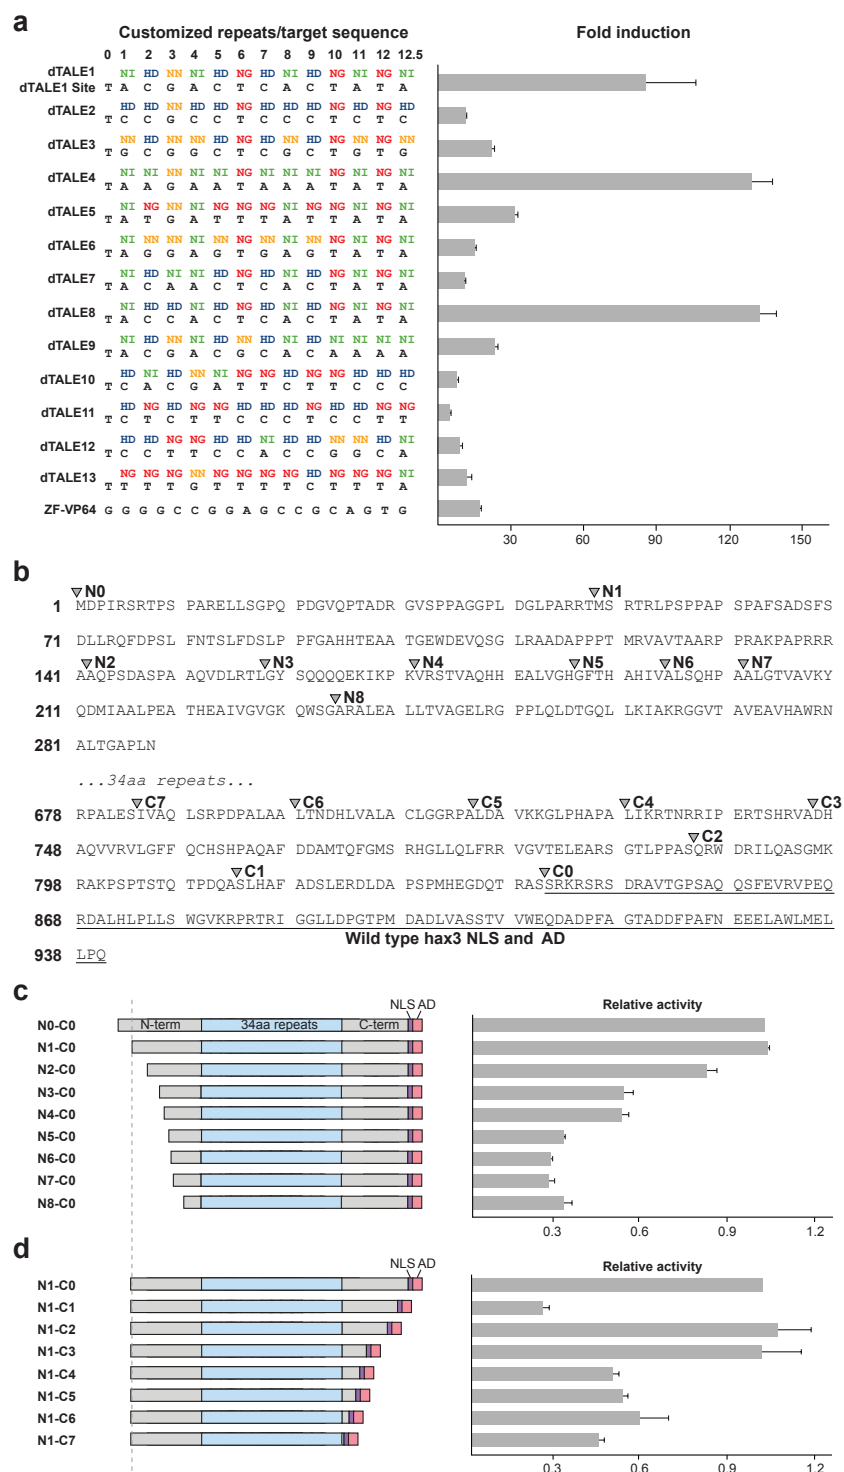 a
Customized repeats/target sequence
Fold induction
0 1 2 3 4 5 6 7 8 9 10 11 12 12.5
dTALE1 NI HD NN NI HD NG HD NI HD NG NI NG NI
dTALE1 Site T A C G A C T C A C T A T A
dTALE2 HD HD NN HD HD NG HD HD HD NG HD NG HD
T C C G C C T C C C T C T C
dTALE3 NN HD NN NN HD NG HD NN HD NG NN NG NN
T G C G G C T C G C T G T G
dTALE4 NI NI NN NI NI NG NI NI NI NG NI NG NI
T A A G A A T A A A T A T A
dTALE5 NI NG NN NI NG NG NG NI NG NG NI NG NI
T A T G A T T T A T T A T A
dTALE6 NI NN NN NI NN NG NN NI NN NG NI NG NI
T A G G A G T G A G T A T A
dTALE7 NI HD NI NI HD NG HD NI HD NG NI NG NI
T A C A A C T C A C T A T A
dTALE8 NI HD HD NI HD NG HD NI HD NG NI NG NI
T A C C A C T C A C T A T A
dTALE9 NI HD NN NI HD NN HD NI HD NI NI NI NI
T A C G A C G C A C A A A A
dTALE10 HD NI HD NN NI NG NG HD NG NG HD HD HD
T C A C G A T T C T T C C C
dTALE11 HD NG HD NG NG HD HD HD NG HD HD NG NG
T C T C T T C C C T C C T T
dTALE12 HD HD NG NG HD HD NI HD HD NN NN HD NI
T C C T T C C A C C G G C A
dTALE13 NG NG NG NN NG NG NG NG HD NG NG NG NI
T T T T G T T T T C T T T A
ZF-VP64 G G G G C C G G A G C C G C A G T G
30 60 90 120 150
b
N0 N1
1 MDPIRSRTPS PARELLSGPQ PDGVQPTADR GVSPPAGGPL DGLPARRTMS RTRLPSPPAP SPAFSADSFS
71 DLLRQFDPSL FNTSLFDSLP PFGAHHTEAA TGEWDEVQSG LRAADAPPPT MRVAVTAARP PRAKPAPRRR
N2 N3 N4 N5 N6 N7
141 AAQPSDASPA AQVDLRTLGY SQQQQEKIKP KVRSTVAQHH EALVGHGFTH AHIVALSQHP AALGTVAVKY
N8
211 QDMIAALPEA THEAIVGVGK QWSGARALEA LLTVAGELRG PPLQLDTGQL LKIAKRGGVT AVEAVHAWRN
281 ALTGAPLN
...34aa repeats...
C7 C6 C5 C4 C3
678 RPALESIVAQ LSRPDPALAA LTNDHLVALA CLGGRPALDA VKKGLPHAPA LIKRTNRRIP ERTSHRVADH
C2
748 AQVVRVLGFF QCHSHPAQAF DDAMTQFGMS RHGLLQLFRR VGVTELEARS GTLPPASQRW DRILQASGMK
C1 C0
798 RAKPSPTSTQ TPDQASLHAF ADSLERDLDA PSPMHEGDQT RASSRKRSRS DRAVTGPSAQ QSFEVRVPEQ
868 RDALHLPLLS WGVKRPRTRI GGLLDPGTPM DADLVASSTV VWEQDADPFA GTADDFPAFN EEELAWLMEL
Wild type hax3 NLS and AD
938 LPQ
c
NLS AD
Relative activity
N0-C0 N-term 34aa repeats C-term
N1-C0
N2-C0
N3-C0
N4-C0
N5-C0
N6-C0
N7-C0
N8-C0
0.3 0.6 0.9 1.2
d
NLS AD
Relative activity
N1-C0
N1-C1
N1-C2
N1-C3
N1-C4
N1-C5
N1-C6
N1-C7
0.3 0.6 0.9 1.2